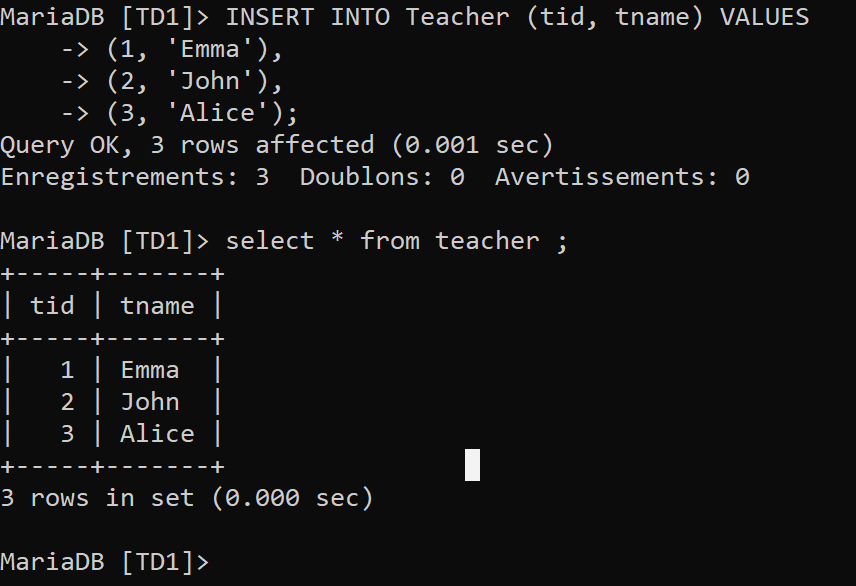 MariaDB [TD1]> INSERT INTO Teacher (tid, tname) VALUES
    -> (1, 'Emma'),
    -> (2, 'John'),
    -> (3, 'Alice');
Query OK, 3 rows affected (0.001 sec)
Enregistrements: 3  Doublons: 0  Avertissements: 0

MariaDB [TD1]> select * from teacher ;
+-----+-------+
| tid | tname |
+-----+-------+
|   1 | Emma  |
|   2 | John  |
|   3 | Alice |
+-----+-------+
3 rows in set (0.000 sec)

MariaDB [TD1]>